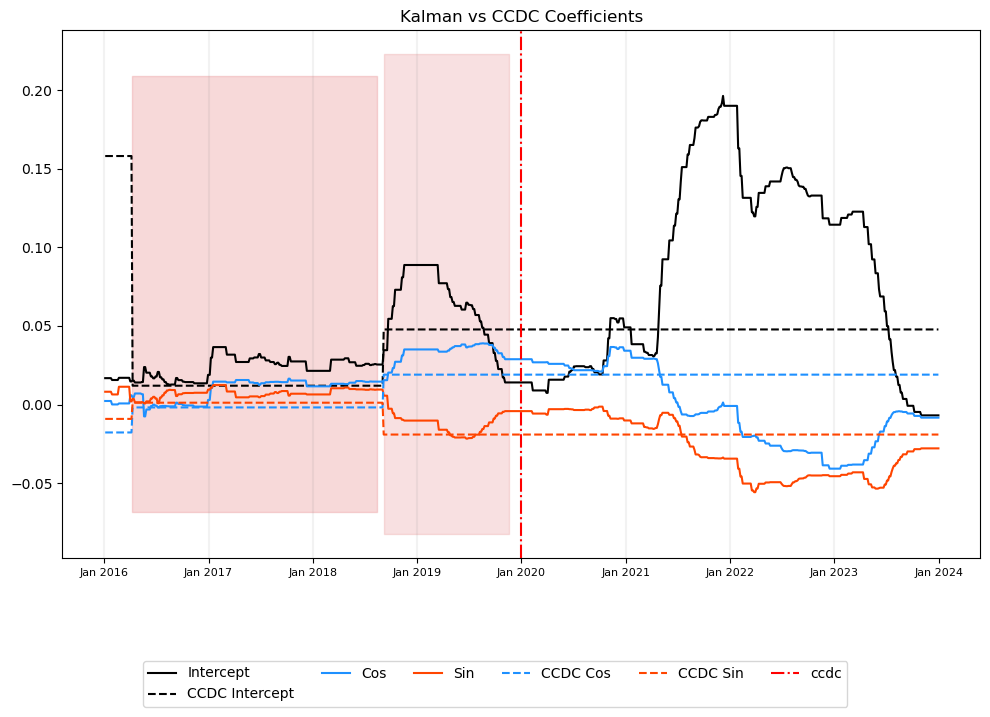 Kalman vs CCDC Coefficients
0.20
0.15
0.10
0.05
0.00
−0.05
Jan 2016 Jan 2017 Jan 2018 Jan 2019 Jan 2020 Jan 2021 Jan 2022 Jan 2023 Jan 2024
Intercept Cos Sin CCDC Cos CCDC Sin ccdc
CCDC Intercept